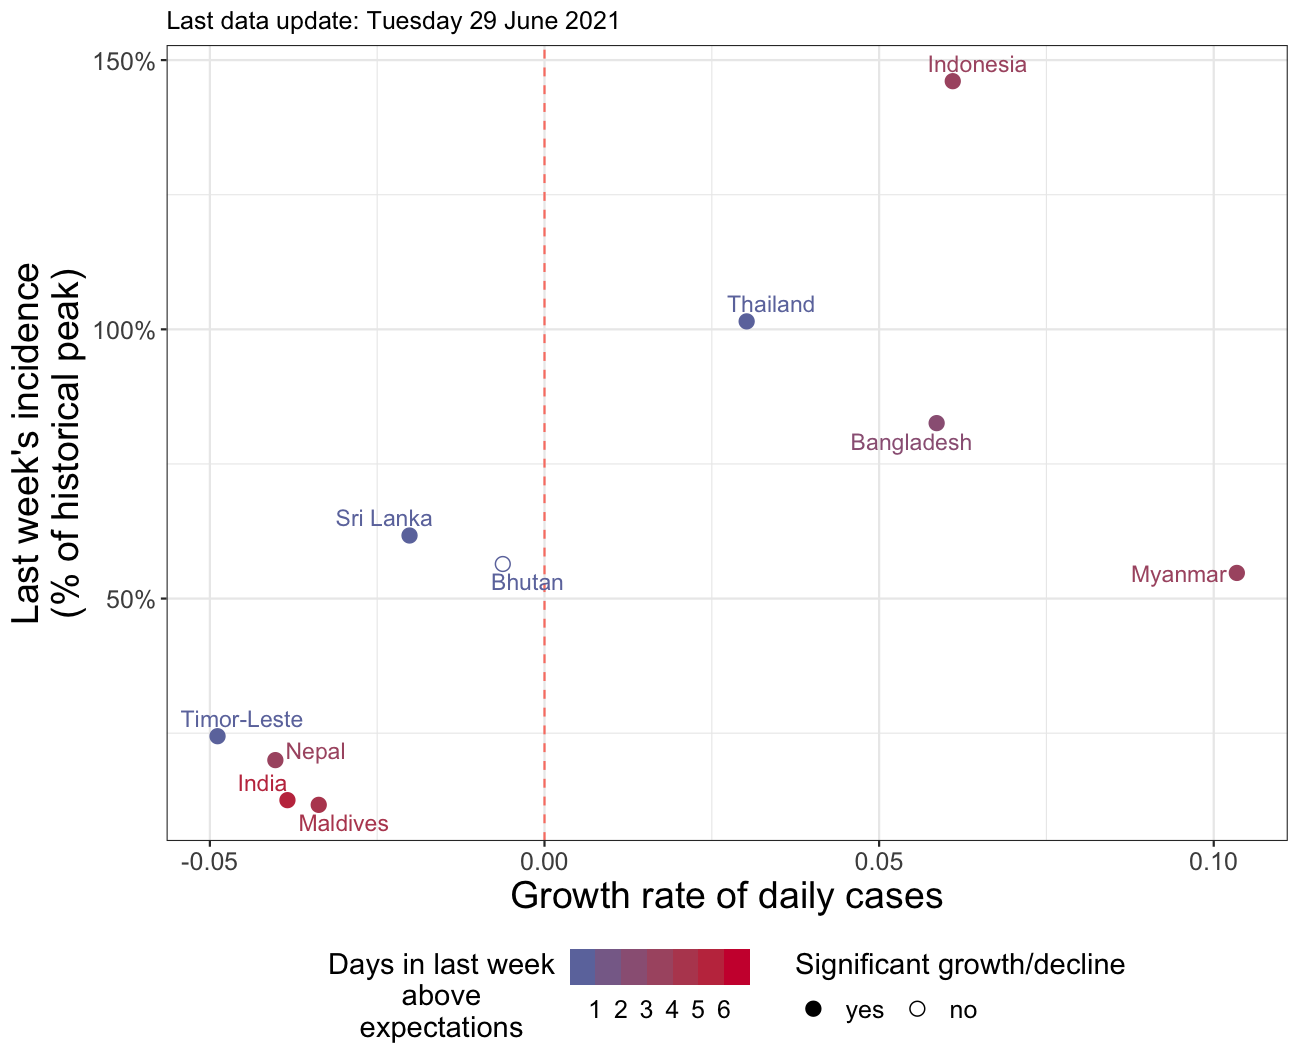 Last data update: Tuesday 29 June 2021
150%
Indonesia
Thailand
100%
Bangladesh
Last week's incidence
(% of historical peak)
Sri Lanka
Bhutan
Myanmar
50%
Timor-Leste
Nepal
India
Maldives
-0.05 0.00 0.05 0.10
Growth rate of daily cases
Days in last week
above
expectations
1 2 3 4 5 6
Significant growth/decline
yes no